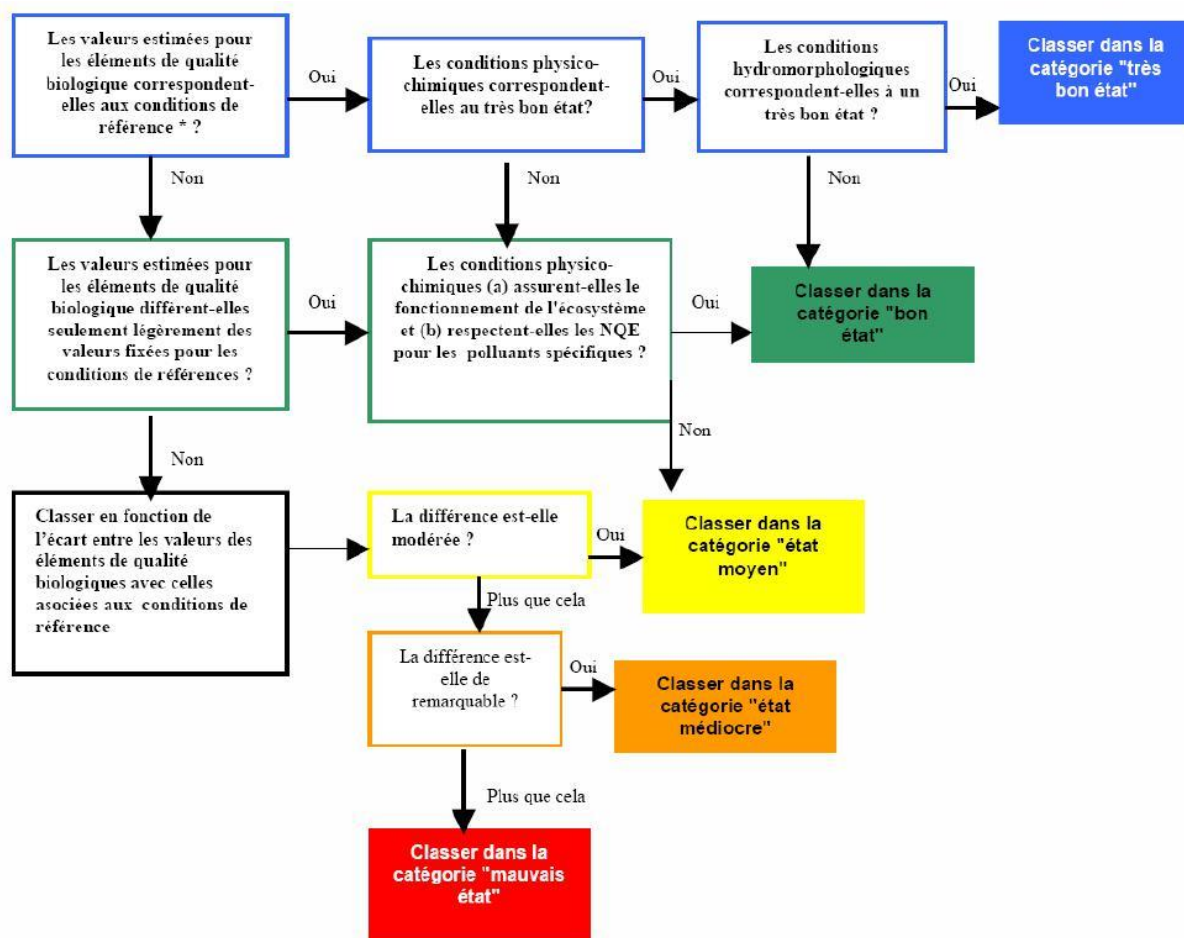 Les valeurs estimées pour
les éléments de qualité
biologique correspondent-
elles aux conditions de
référence * ?
Oui
Les conditions physico-
chimiques correspondent-
elles au très bon état?
Oui
Les conditions
hydromorphologiques
correspondent-elles à un
très bon état ?
Oui
Classer dans la
catégorie "très
bon état"
Non
Non
Non
Les valeurs estimées pour
les éléments de qualité
biologique diffèrent-elles
seulement légèrement des
valeurs fixées pour les
conditions de références ?
Oui
Les conditions physico-
chimiques (a) assurent-elles le
fonctionnement de l'écosystème
et (b) respectent-elles les NQE
pour les polluants spécifiques ?
Oui
Classer dans la
catégorie "bon
état"
Non
Non
Classer en fonction de
l'écart entre les valeurs des
éléments de qualité
biologiques avec celles
asociées aux conditions de
référence
La différence est-elle
modérée ?
Oui
Classer dans la
catégorie "état
moyen"
Plus que cela
La différence est-
elle de
remarquable ?
Oui
Classer dans la
catégorie "état
médiocre"
Plus que cela
Classer dans la
catégorie "mauvais
état"